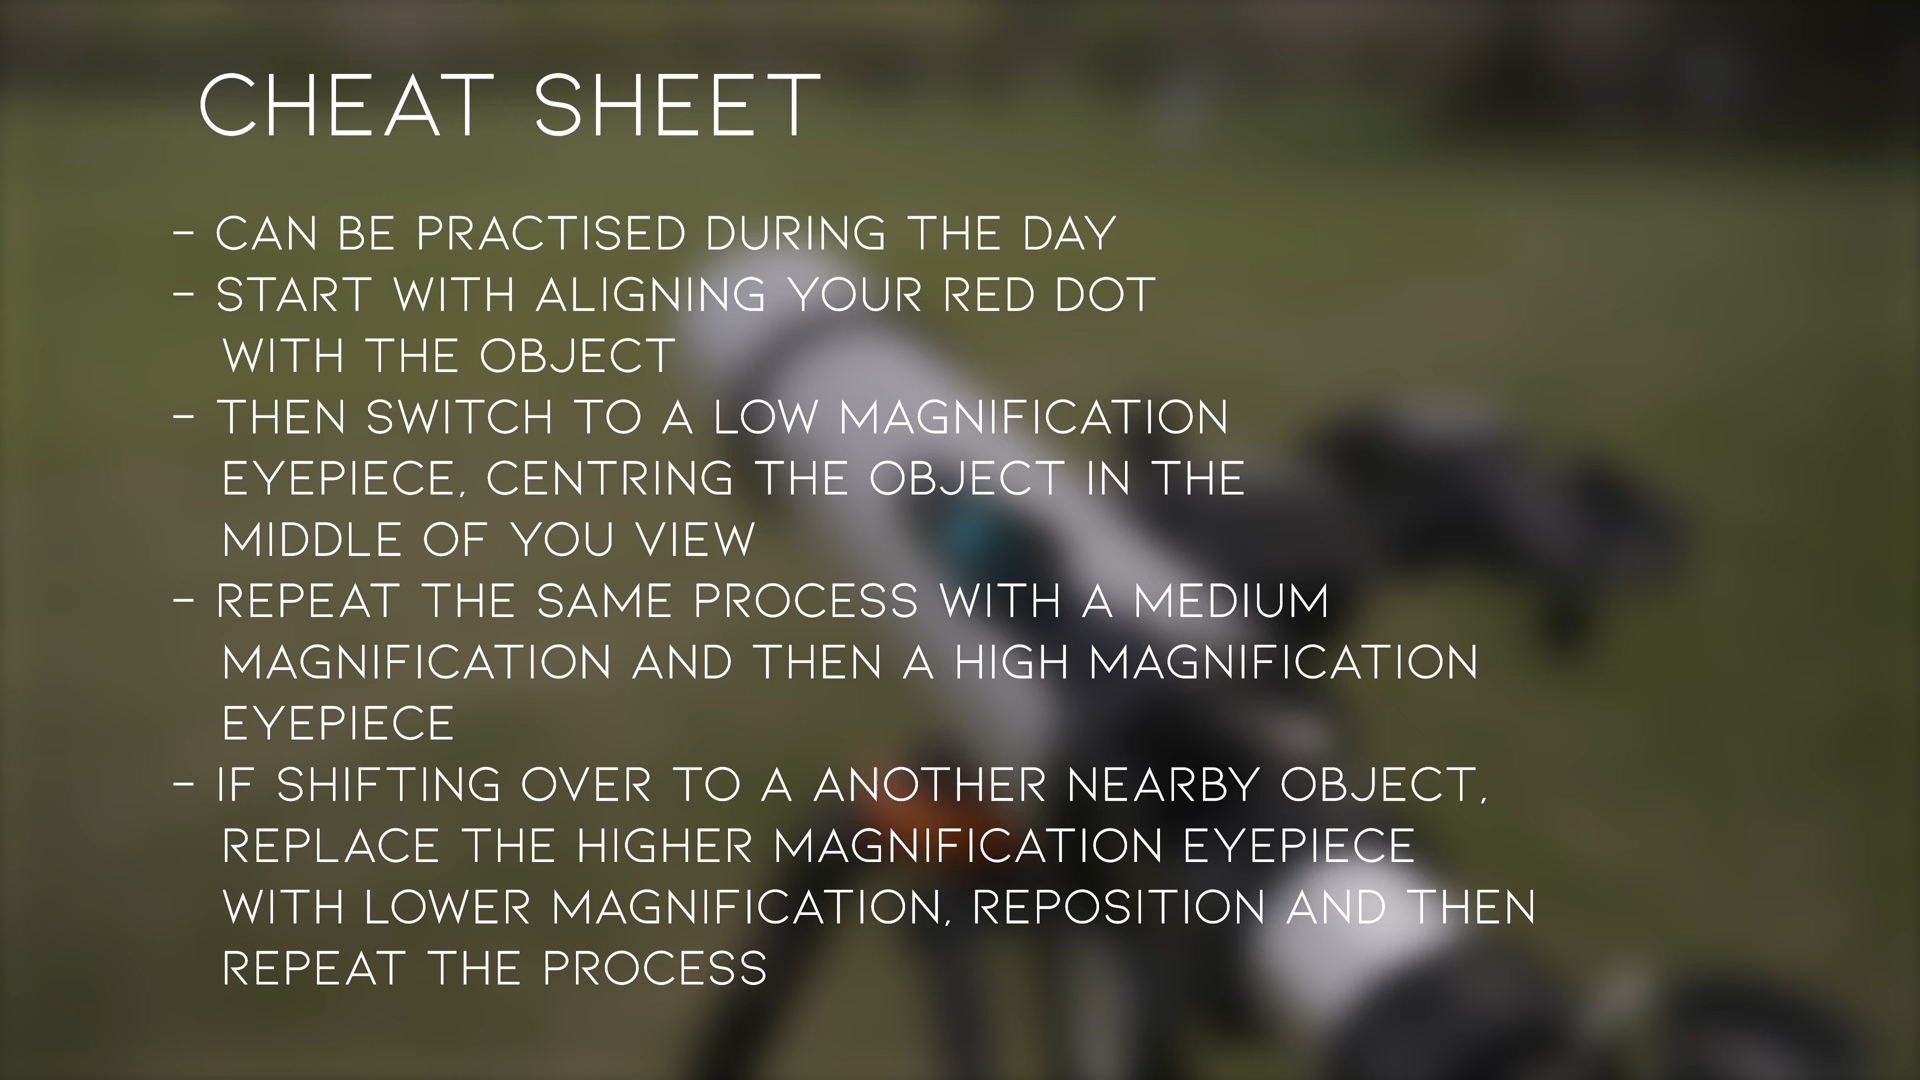 CHEAT SHEET
- CAN BE PRACTISED DURING THE DAY
- START WITH ALIGNING YOUR RED DOT
WITH THE OBJECT
- THEN SWITCH TO A LOW MAGNIFICATION
EYEPIECE, CENTRING THE OBJECT IN THE
MIDDLE OF YOU VIEW
- REPEAT THE SAME PROCESS WITH A MEDIUM
MAGNIFICATION AND THEN A HIGH MAGNIFICATION
EYEPIECE
- IF SHIFTING OVER TO A ANOTHER NEARBY OBJECT,
REPLACE THE HIGHER MAGNIFICATION EYEPIECE
WITH LOWER MAGNIFICATION, REPOSITION AND THEN
REPEAT THE PROCESS